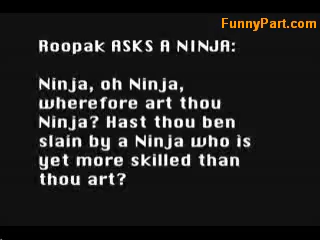 FunnyPart.com
Roopak ASKS A NINJA:
Ninja, oh Ninja,
wherefore art thou
Ninja? Hast thou ben
slain by a Ninja who is
yet more skilled than
thou art?